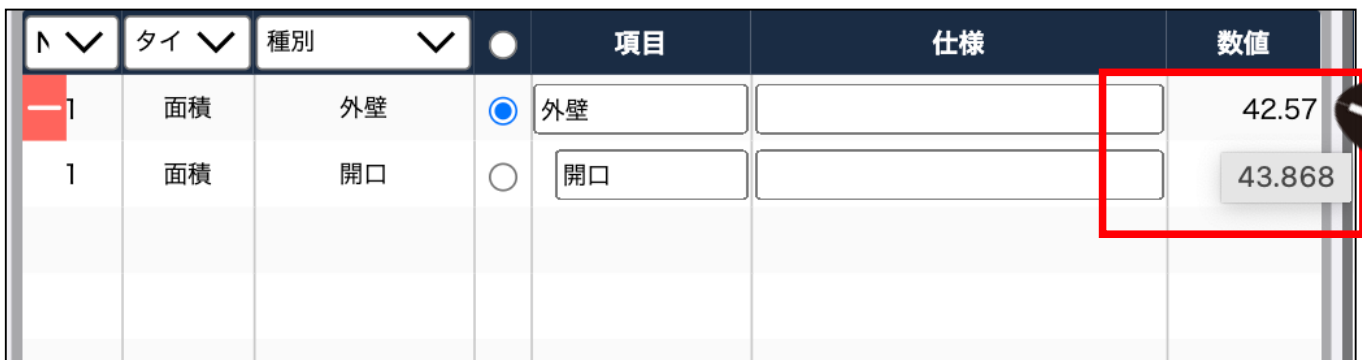 タイ 種別 項目 仕様 数値
1 面積 外壁 外壁 42.57
1 面積 開口 開口
43.868